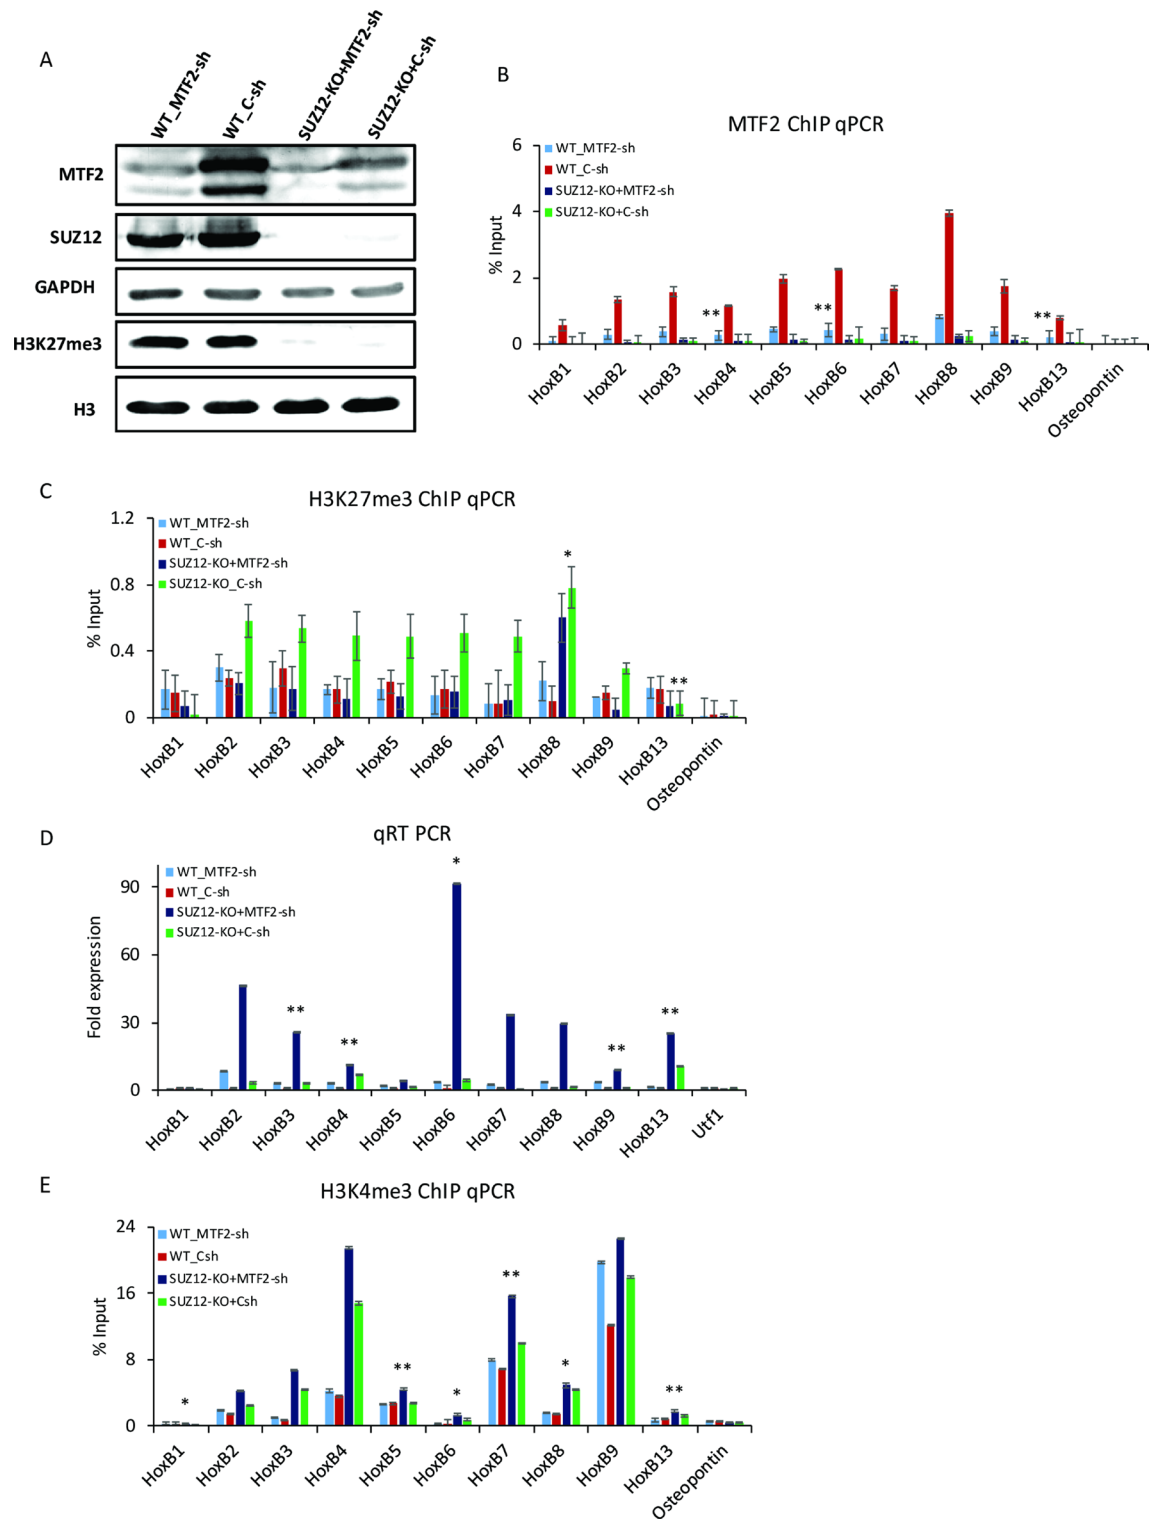 A
WT_MTF2-sh
WT_C-sh
SUZ12-KO+MTF2-sh
SUZ12-KO+C-sh
MTF2
SUZ12
GAPDH
H3K27me3
H3
B
MTF2 ChIP qPCR
WT_MTF2-sh
WT_C-sh
SUZ12-KO+MTF2-sh
SUZ12-KO+C-sh
% Input
6
4
2
0
** ** **
HoxB1 HoxB2 HoxB3 HoxB4 HoxB5 HoxB6 HoxB7 HoxB8 HoxB9 HoxB13 Osteopontin
C
H3K27me3 ChIP qPCR
WT_MTF2-sh
WT_C-sh
SUZ12-KO+MTF2-sh
SUZ12-KO_C-sh
% Input
1.2
0.8
0.4
0
* **
HoxB1 HoxB2 HoxB3 HoxB4 HoxB5 HoxB6 HoxB7 HoxB8 HoxB9 HoxB13 Osteopontin
D
qRT PCR
WT_MTF2-sh
WT_C-sh
SUZ12-KO+MTF2-sh
SUZ12-KO+C-sh
Fold expression
90
60
30
0
** ** * ** **
HoxB1 HoxB2 HoxB3 HoxB4 HoxB5 HoxB6 HoxB7 HoxB8 HoxB9 HoxB13 Utf1
E
H3K4me3 ChIP qPCR
WT_MTF2-sh
WT_Csh
SUZ12-KO+MTF2-sh
SUZ12-KO+Csh
% Input
24
16
8
0
* ** * ** * **
HoxB1 HoxB2 HoxB3 HoxB4 HoxB5 HoxB6 HoxB7 HoxB8 HoxB9 HoxB13 Osteopontin